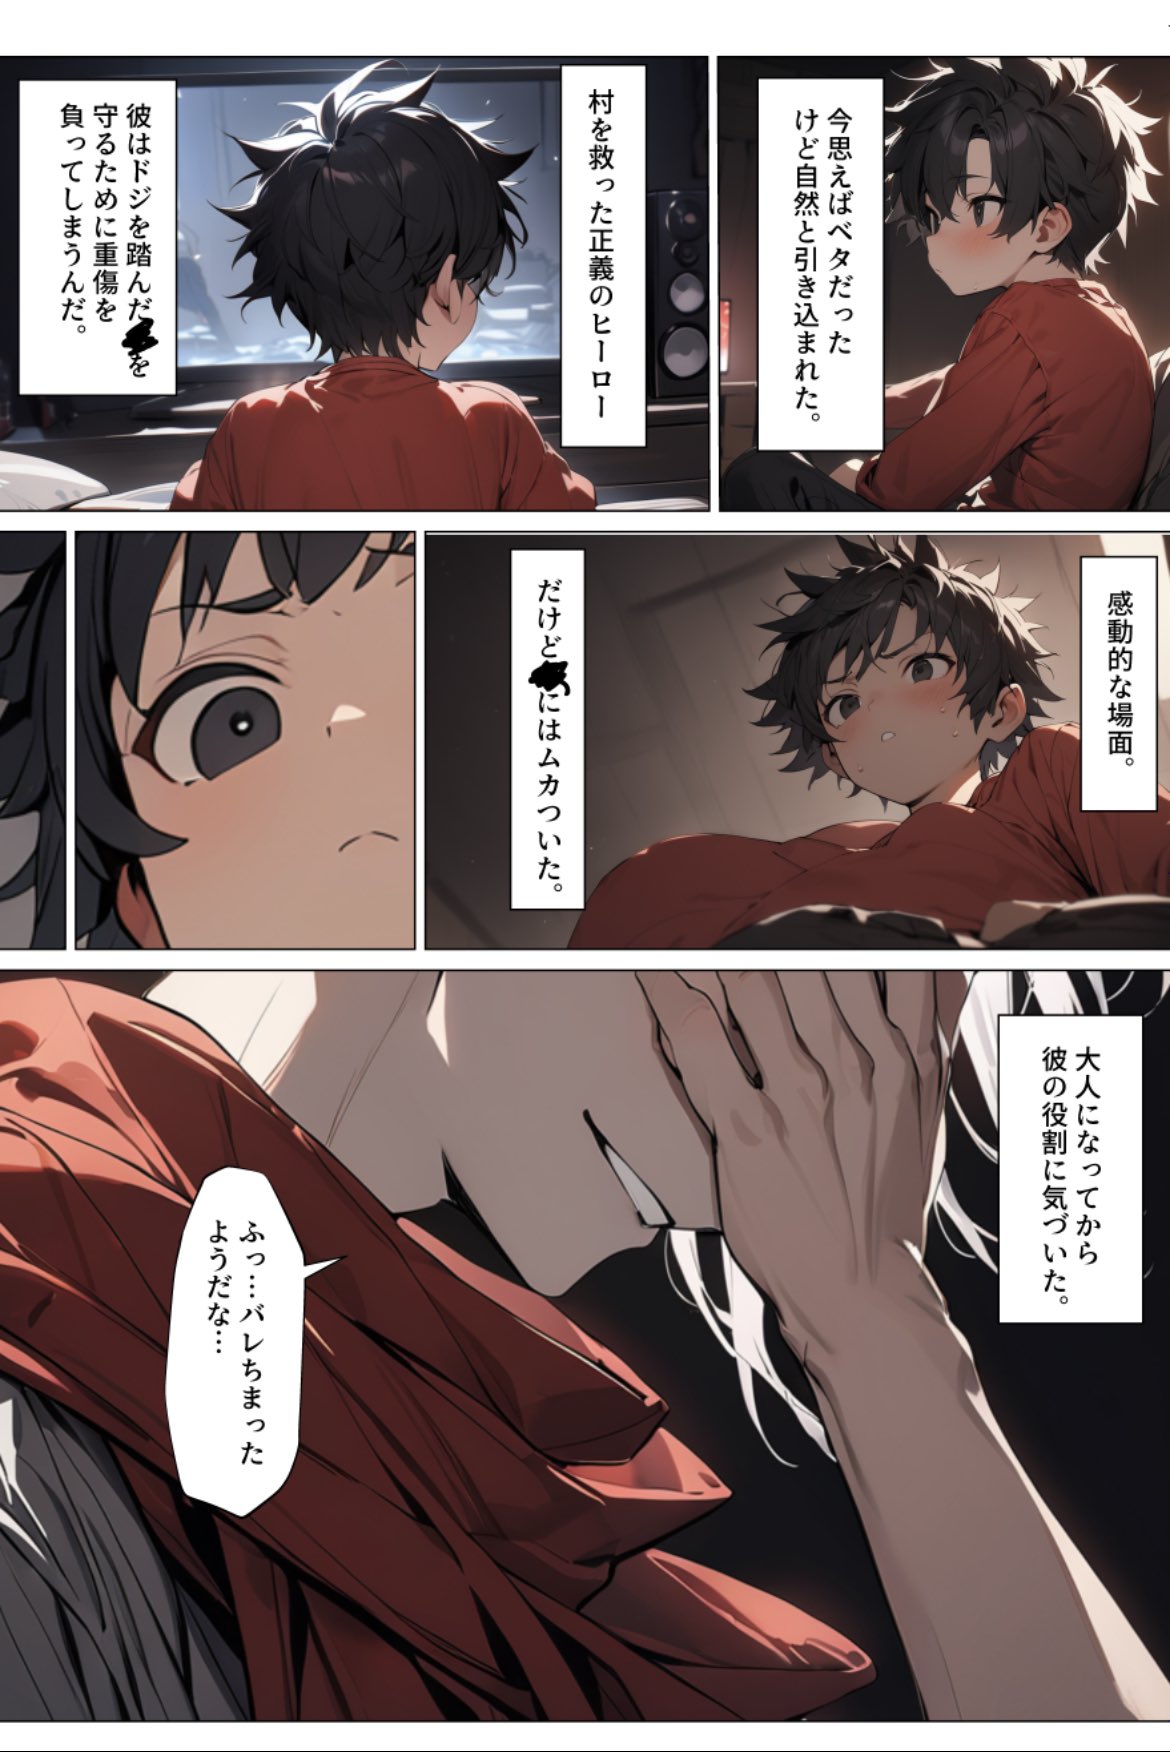 今思えばベタだった
けど自然と引き込まれた。
村を救った正義のヒーロー
彼はドジを踏んだ
を
守るために重傷を
負ってしまうんだ。
感動的な場面。
だけど
にはムカついた。
大人になってから
彼の役割に気づいた。
ふっ…バレちまった
ようだな…